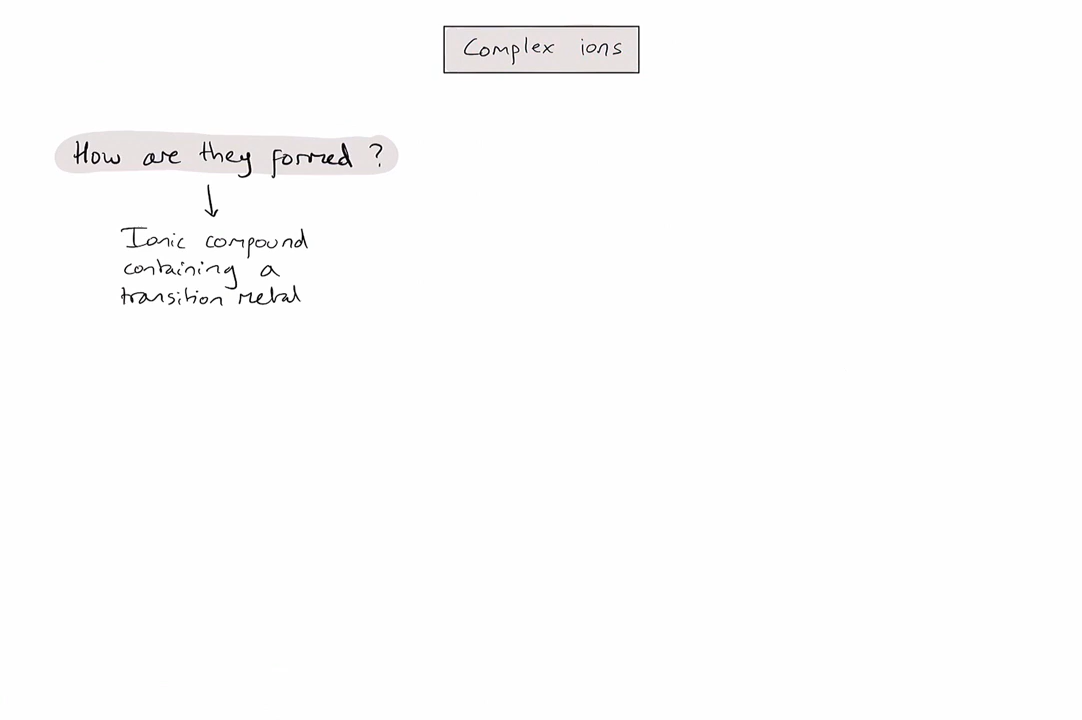 Complex ions
How are they formed ?
Ionic compound
containing a
transition metal